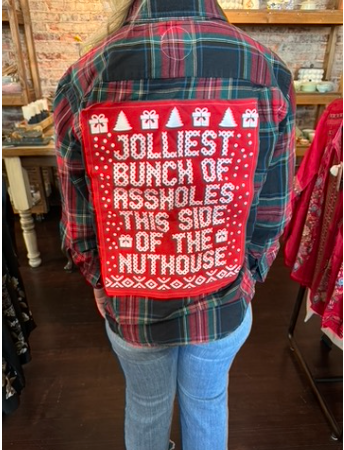 JOLLIEST
BUNCH OF
ASSHOLES
THIS SIDE
OF THE
NUTHOUSE